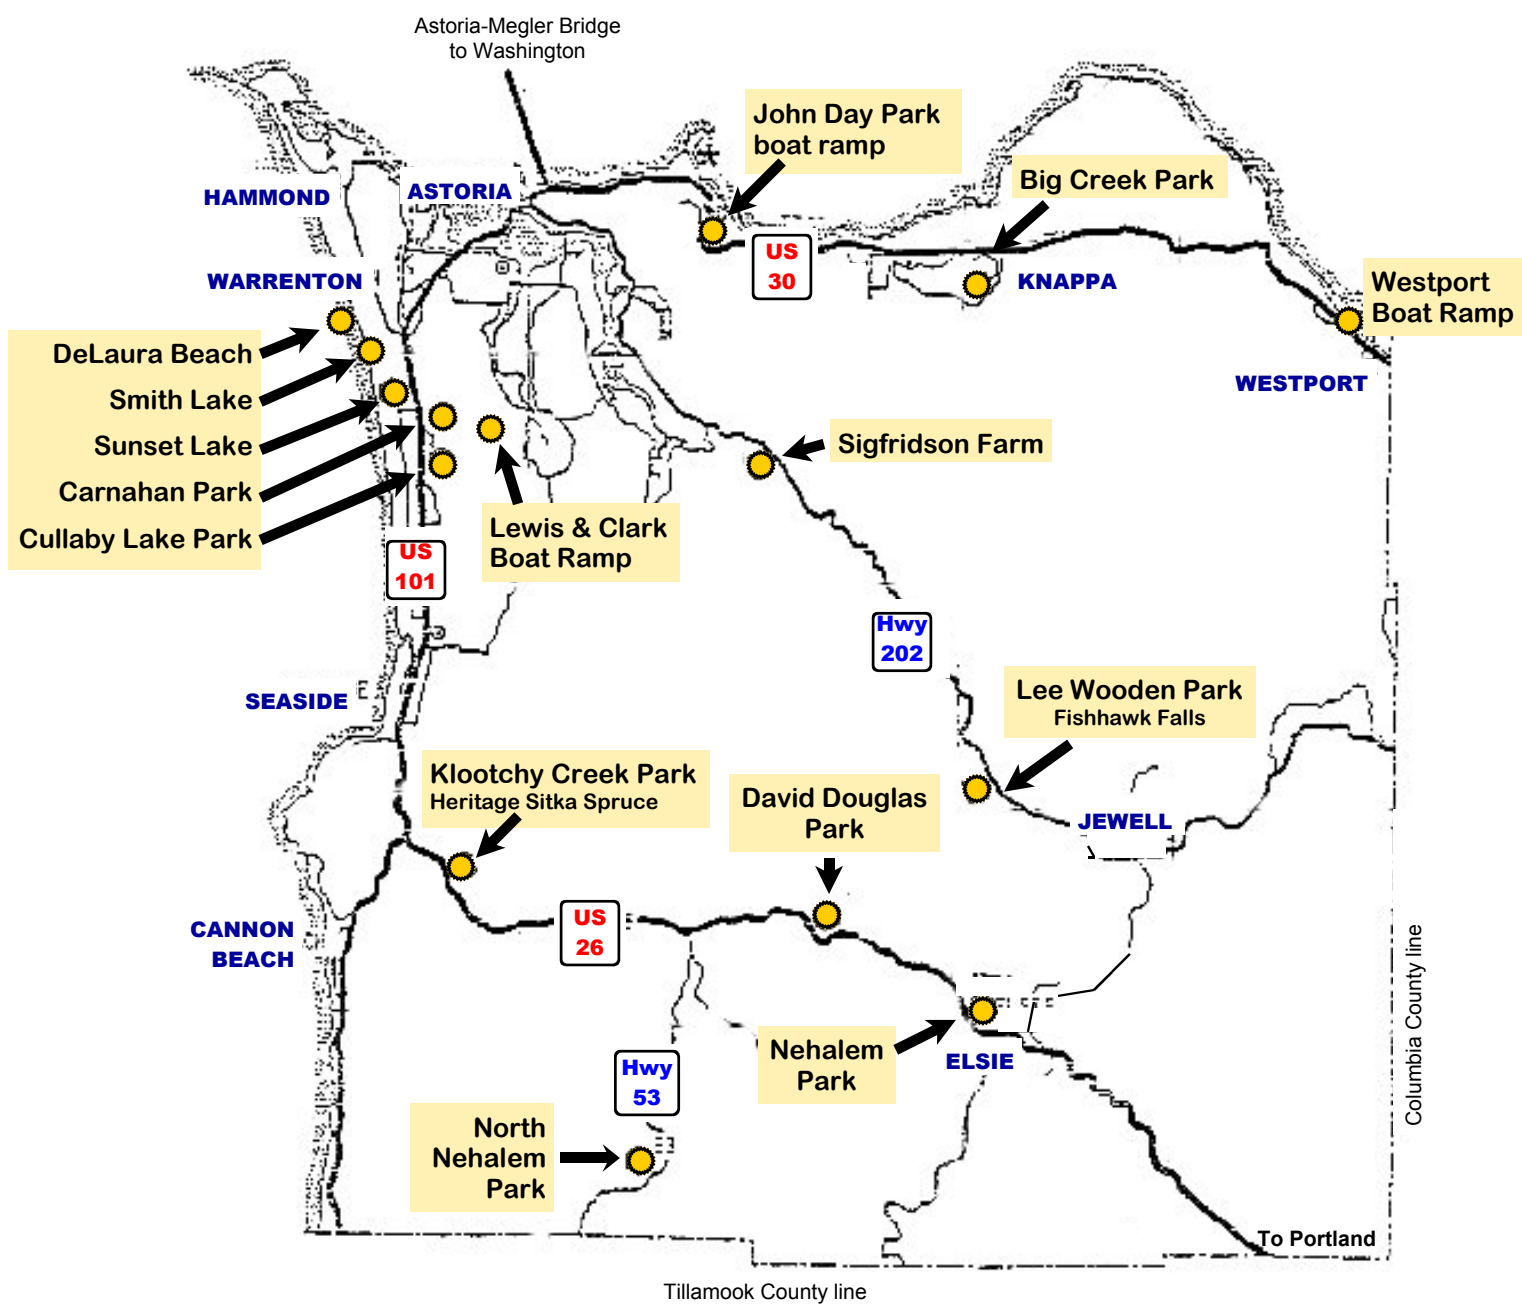 Astoria-Megler Bridge
to Washington
John Day Park
boat ramp
Big Creek Park
HAMMOND
ASTORIA
US
30
KNAPPA
WARRENTON
Westport
Boat Ramp
WESTPORT
DeLaura Beach
Smith Lake
Sunset Lake
Carnahan Park
Cullaby Lake Park
Sigfridson Farm
Lewis & Clark
Boat Ramp
US
101
Hwy
202
SEASIDE
Lee Wooden Park
Fishhawk Falls
Klootchy Creek Park
Heritage Sitka Spruce
David Douglas
Park
JEWELL
CANNON
BEACH
US
26
Columbia County line
Nehalem
Park
ELSIE
Hwy
53
North
Nehalem
Park
To Portland
Tillamook County line